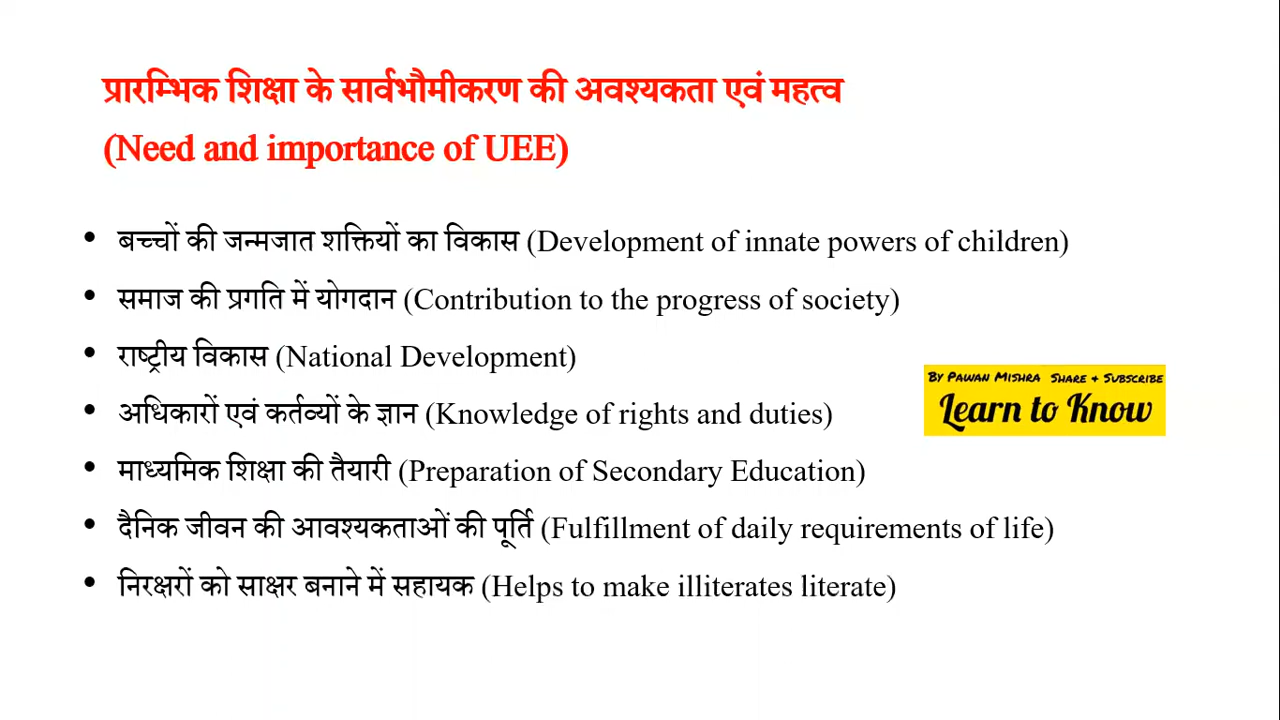 प्रारम्भिक शिक्षा के सार्वभौमीकरण की अवश्यकता एवं महत्व
(Need and importance of UEE)
• बच्चों की जन्मजात शक्तियों का विकास (Development of innate powers of children)
• समाज की प्रगति में योगदान (Contribution to the progress of society)
• राष्ट्रीय विकास (National Development)
• अधिकारों एवं कर्तव्यों के ज्ञान (Knowledge of rights and duties)
• माध्यमिक शिक्षा की तैयारी (Preparation of Secondary Education)
• दैनिक जीवन की आवश्यकताओं की पूर्ति (Fulfillment of daily requirements of life)
• निरक्षरों को साक्षर बनाने में सहायक (Helps to make illiterates literate)
By Pawan Mishra Share + Subscribe
Learn to Know